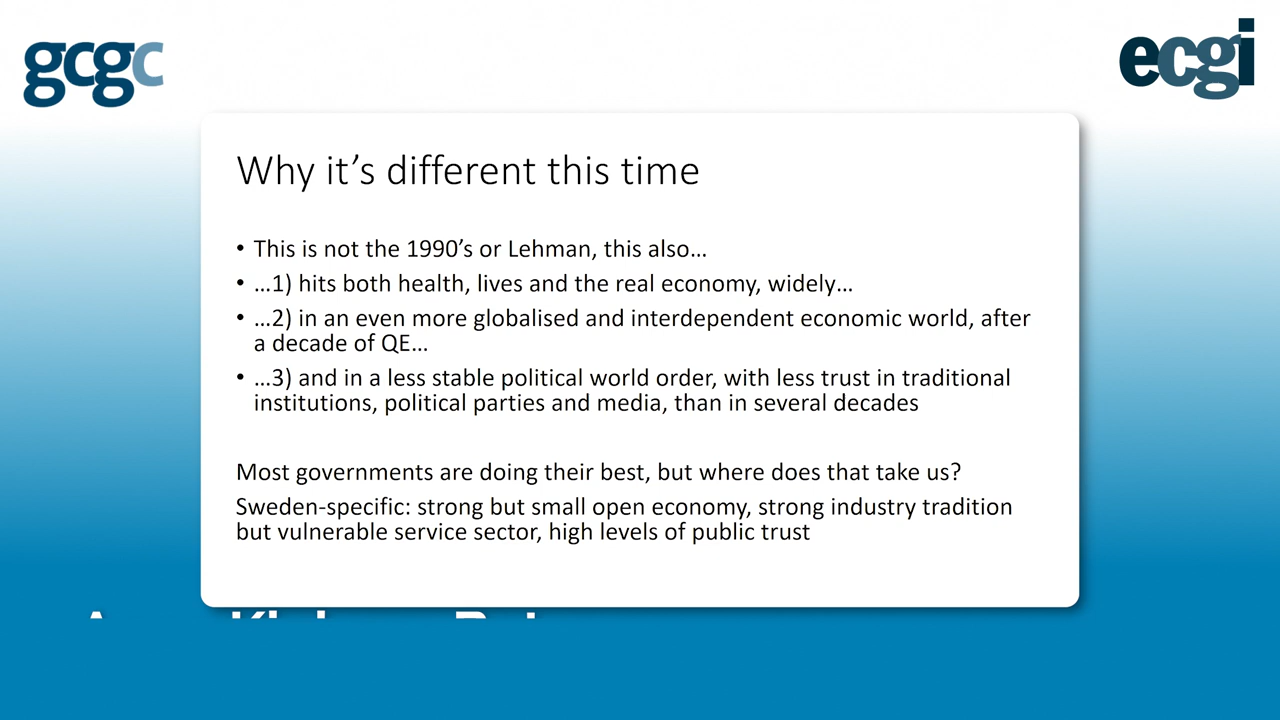 gcgc
ecgi
Why it’s different this time
• This is not the 1990’s or Lehman, this also…
• …1) hits both health, lives and the real economy, widely…
• …2) in an even more globalised and interdependent economic world, after
a decade of QE…
• …3) and in a less stable political world order, with less trust in traditional
institutions, political parties and media, than in several decades
Most governments are doing their best, but where does that take us?
Sweden-specific: strong but small open economy, strong industry tradition
but vulnerable service sector, high levels of public trust